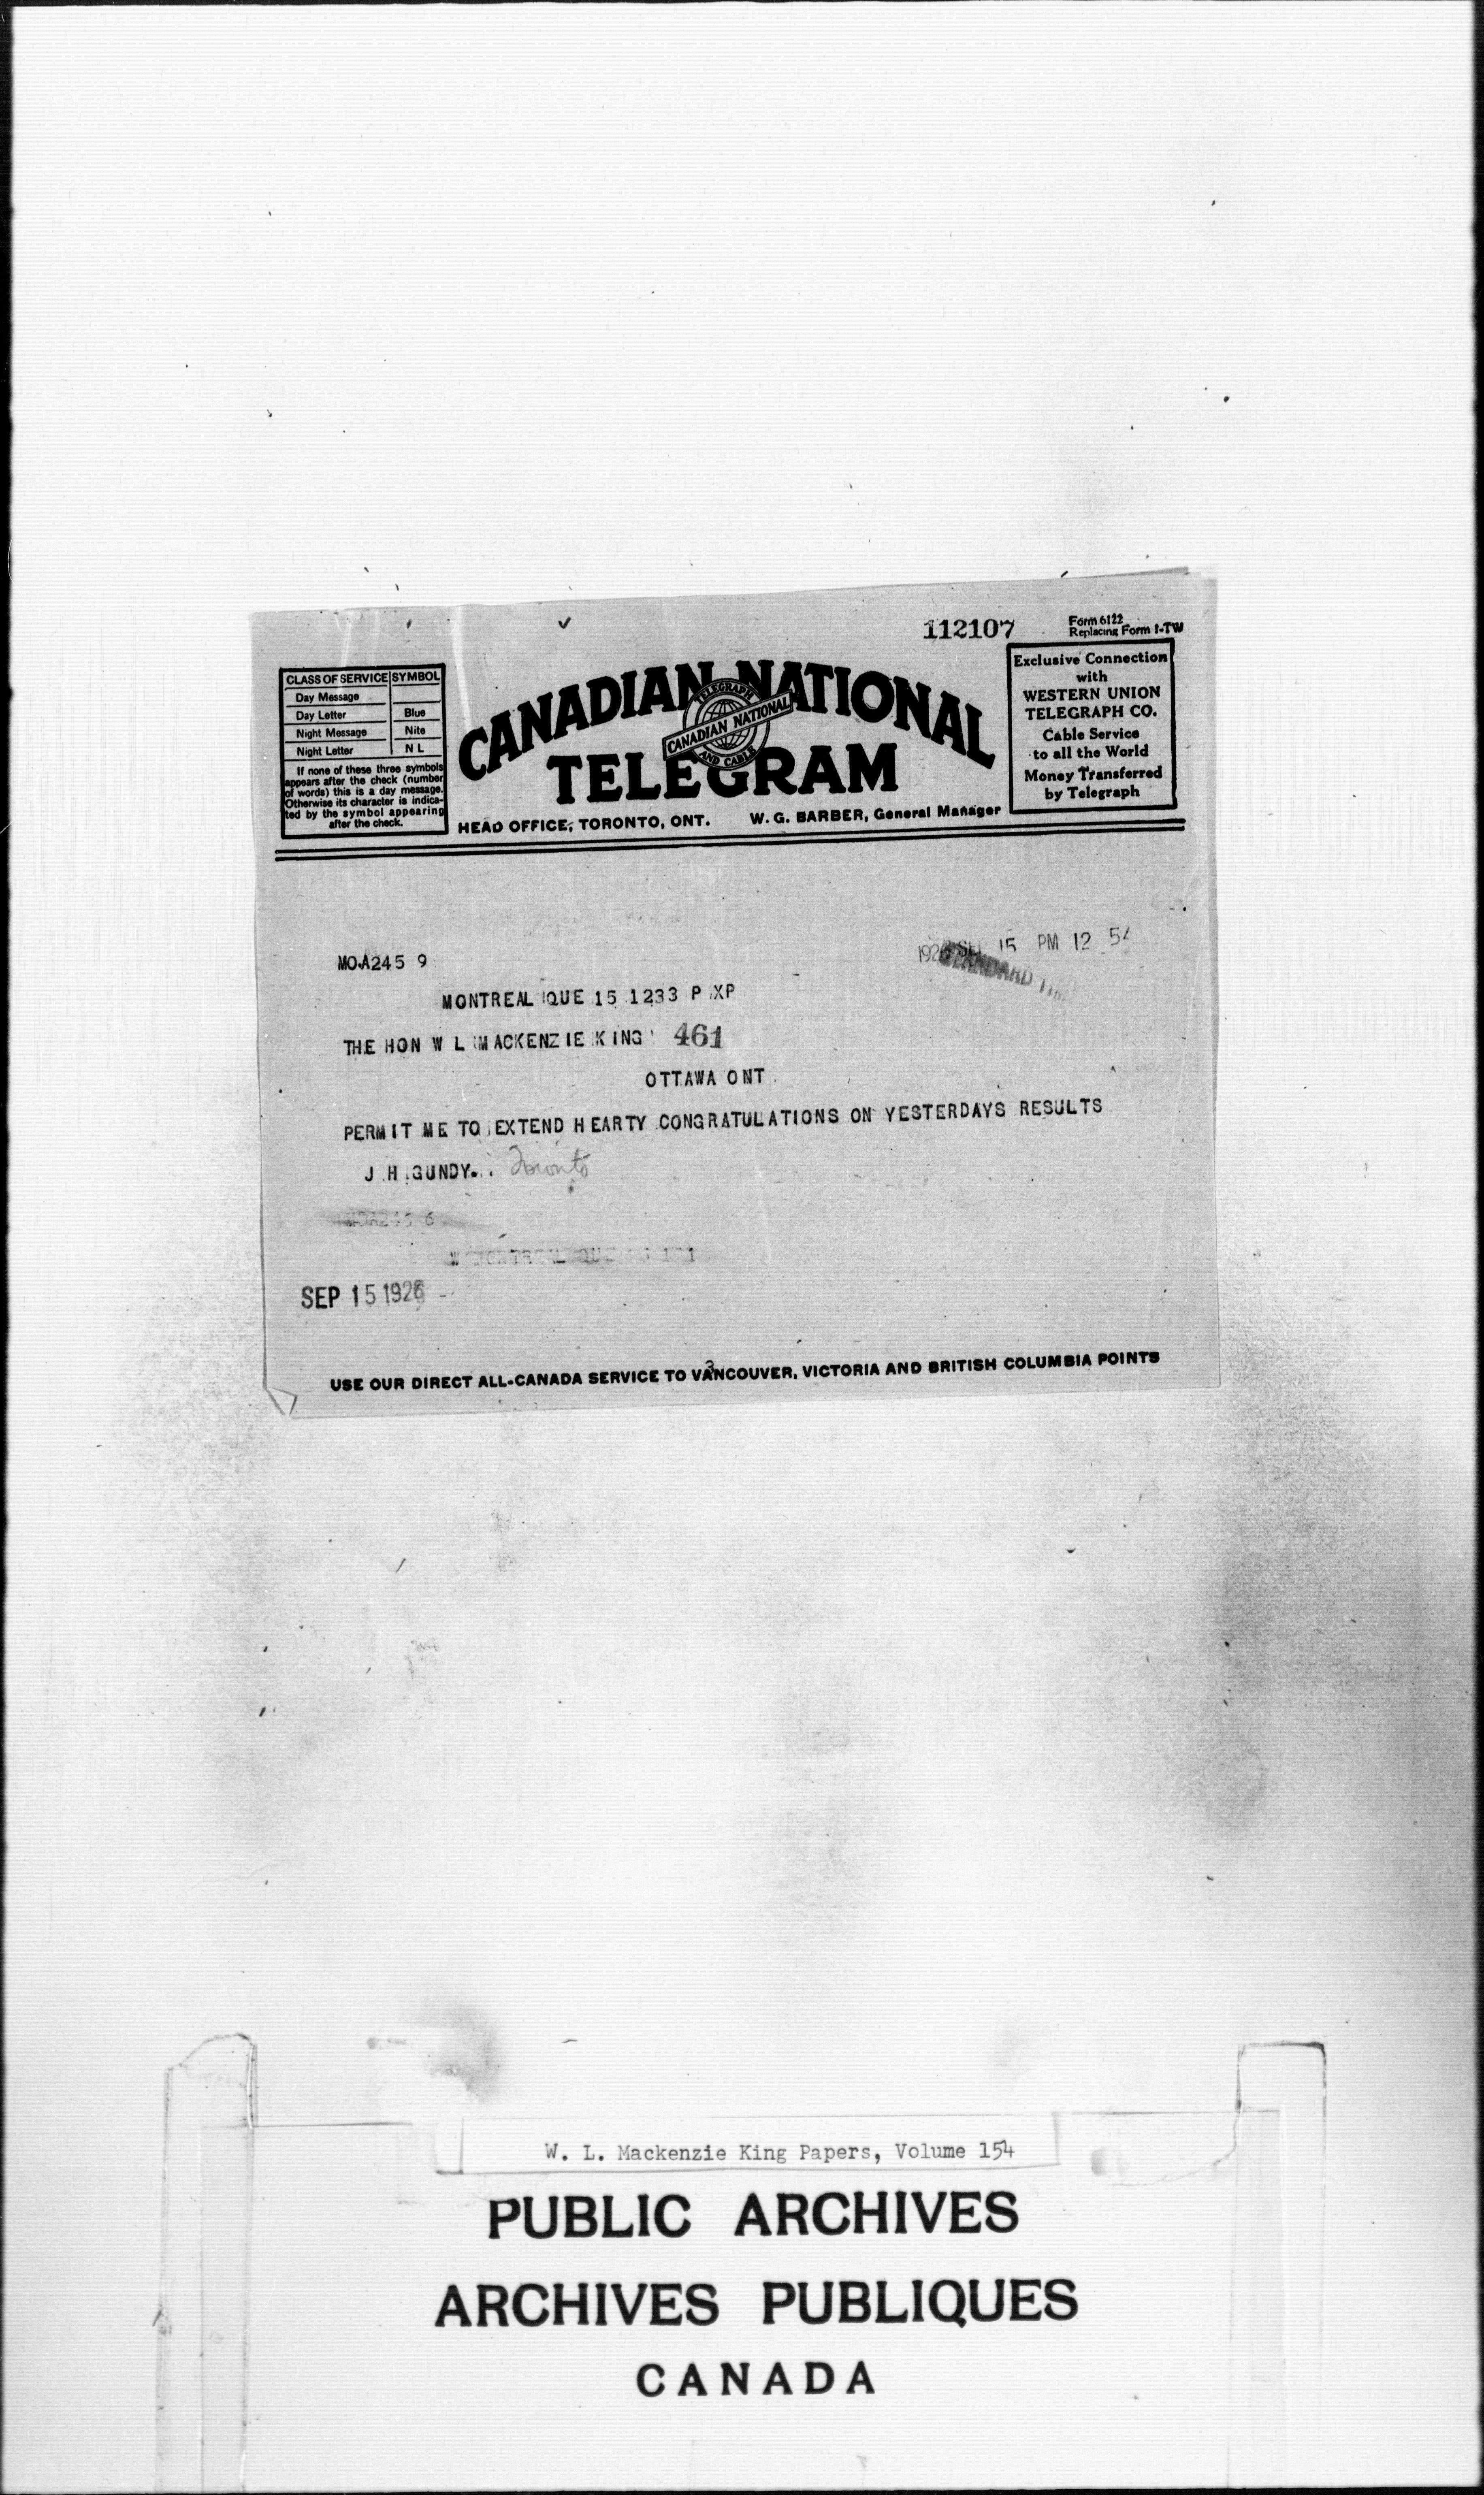 112107
Form 6122
Replacing Form 1-TW
CLASS OF SERVICE SYMBOL
Day Message
Day Letter Blue
Night Message Nite
Night Letter N L
If none of these three symbols
appears after the check (number
of words) this is a day message.
Otherwise its character is indica-
ted by the symbol appearing
after the check.
CANADIAN NATIONAL
TELEGRAM
TELEGRAPH
CANADIAN NATIONAL
AND CABLE
HEAD OFFICE, TORONTO, ONT. W. G. BARBER, General Manager
Exclusive Connection
with
WESTERN UNION
TELEGRAPH CO.
Cable Service
to all the World
Money Transferred
by Telegraph
1926 15 PM 12 54
STANDARD
MOA245 9
MONTREAL QUE 15 1233 P XP
THE HON W L MACKENZIE KING 461
OTTAWA ONT
PERMIT ME TO EXTEND HEARTY CONGRATULATIONS ON YESTERDAYS RESULTS
J H GUNDY.. Toronto
MONTREAL QUE
SEP 15 1926
3
USE OUR DIRECT ALL-CANADA SERVICE TO VANCOUVER, VICTORIA AND BRITISH COLUMBIA POINTS
W. L. Mackenzie King Papers, Volume 154
PUBLIC ARCHIVES
ARCHIVES PUBLIQUES
CANADA